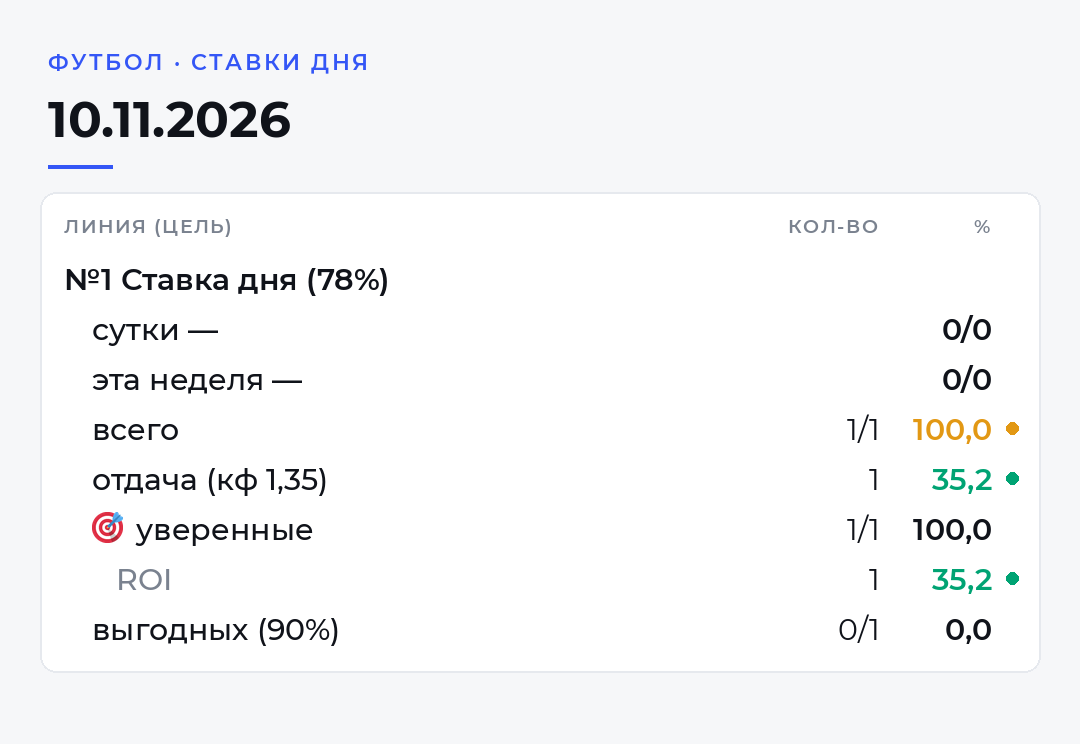 ФУТБОЛ · СТАВКИ ДНЯ
10.11.2026
ЛИНИЯ (ЦЕЛЬ) КОЛ-ВО %
№1 Ставка дня (78%)
сутки — 0/0
эта неделя — 0/0
всего 1/1 100,0
отдача (кф 1,35) 1 35,2
уверенные 1/1 100,0
ROI 1 35,2
выгодных (90%) 0/1 0,0